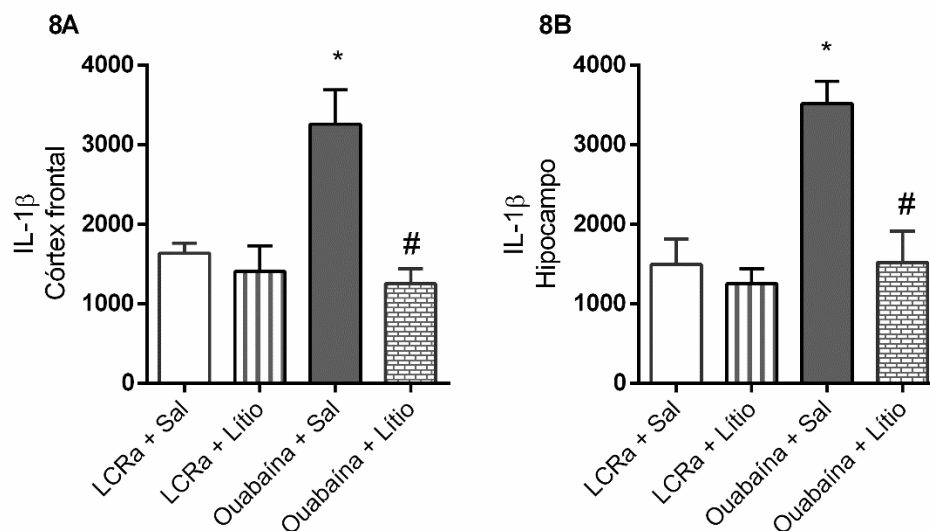 8A
*
4000
3000
2000
1000
0
IL-1β
Córtex frontal
#
LCRa + Sal
LCRa + Lítio
Ouabaína + Sal
Ouabaína + Lítio
8B
*
4000
3000
2000
1000
0
IL-1β
Hipocampo
#
LCRa + Sal
LCRa + Lítio
Ouabaína + Sal
Ouabaína + Lítio